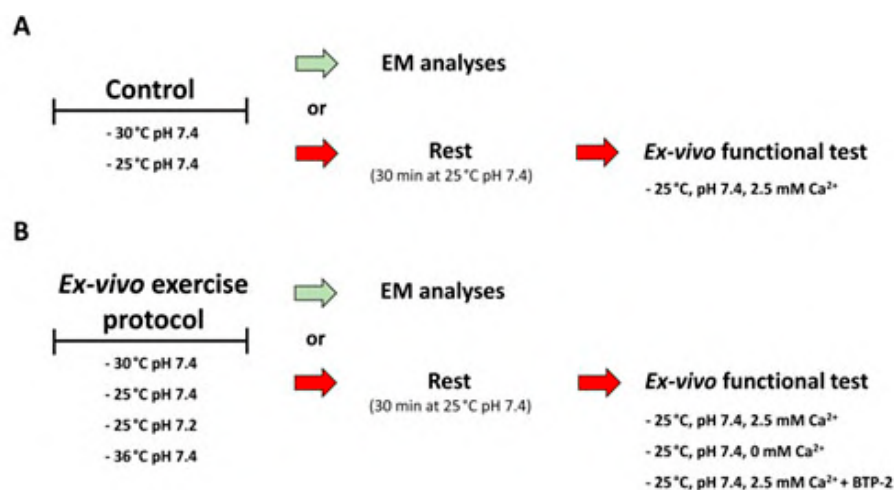 A
Control
- 30°C pH 7.4
- 25°C pH 7.4
EM analyses
or
Rest
(30 min at 25°C pH 7.4)
Ex-vivo functional test
- 25°C, pH 7.4, 2.5 mM Ca²⁺
B
Ex-vivo exercise
protocol
- 30°C pH 7.4
- 25°C pH 7.4
- 25°C pH 7.2
- 36°C pH 7.4
EM analyses
or
Rest
(30 min at 25°C pH 7.4)
Ex-vivo functional test
- 25°C, pH 7.4, 2.5 mM Ca²⁺
- 25°C, pH 7.4, 0 mM Ca²⁺
- 25°C, pH 7.4, 2.5 mM Ca²⁺ + BTP-2